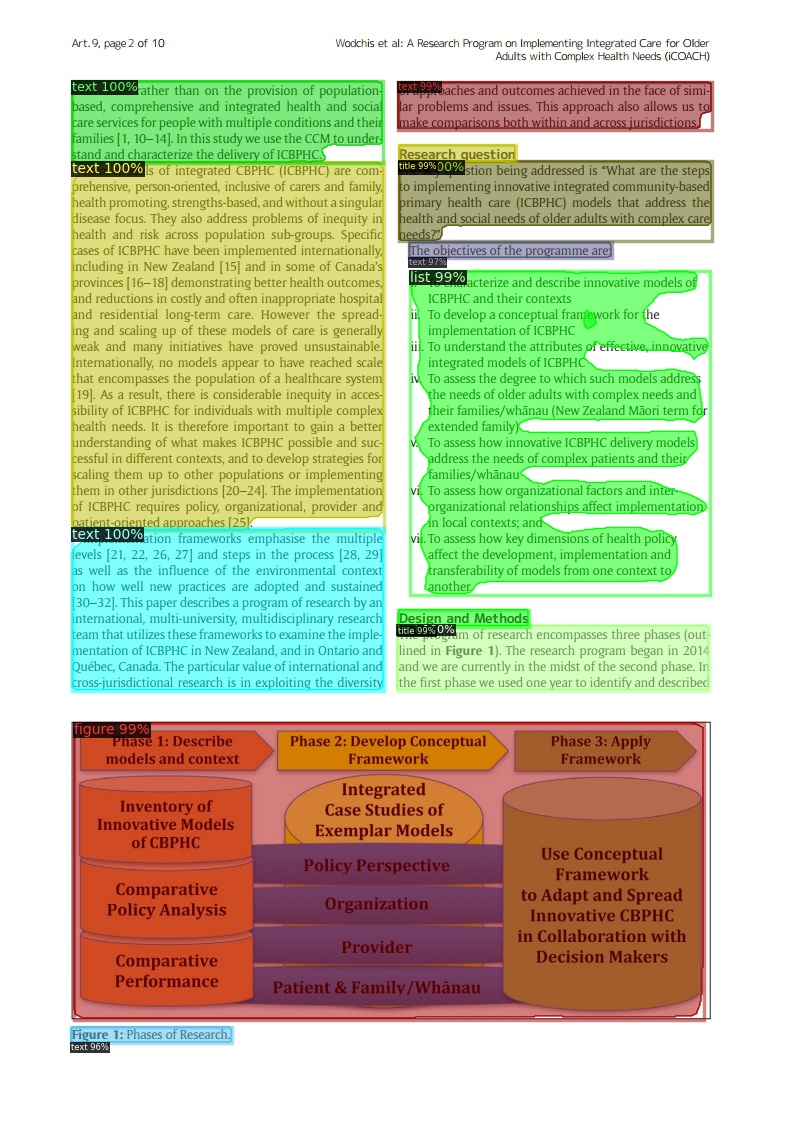 Art. 9, page 2 of 10
Wodchis et al: A Research Program on Implementing Integrated Care for Older
Adults with Complex Health Needs (iCOACH)
text 100%
rather than on the provision of population-
based, comprehensive and integrated health and social
care services for people with multiple conditions and their
families [1, 10–14]. In this study we use the CCM to under-
stand and characterize the delivery of ICBPHC.
text 100%
s of integrated CBPHC (ICBPHC) are com-
prehensive, person-oriented, inclusive of carers and family,
health promoting, strengths-based, and without a singular
disease focus. They also address problems of inequity in
health and risk across population sub-groups. Specific
cases of ICBPHC have been implemented internationally,
including in New Zealand [15] and in some of Canada's
provinces [16–18] demonstrating better health outcomes,
and reductions in costly and often inappropriate hospital
and residential long-term care. However the spread-
ing and scaling up of these models of care is generally
weak and many initiatives have proved unsustainable.
Internationally, no models appear to have reached scale
that encompasses the population of a healthcare system
[19]. As a result, there is considerable inequity in acces-
sibility of ICBPHC for individuals with multiple complex
health needs. It is therefore important to gain a better
understanding of what makes ICBPHC possible and suc-
cessful in different contexts, and to develop strategies for
scaling them up to other populations or implementing
them in other jurisdictions [20–24]. The implementation
of ICBPHC requires policy, organizational, provider and
patient-oriented approaches [25].
text 100%
tation frameworks emphasise the multiple
levels [21, 22, 26, 27] and steps in the process [28, 29]
as well as the influence of the environmental context
on how well new practices are adopted and sustained
[30–32]. This paper describes a program of research by an
international, multi-university, multidisciplinary research
team that utilizes these frameworks to examine the imple-
mentation of ICBPHC in New Zealand, and in Ontario and
Québec, Canada. The particular value of international and
cross-jurisdictional research is in exploiting the diversity
text 99%
of approaches and outcomes achieved in the face of simi-
lar problems and issues. This approach also allows us to
make comparisons both within and across jurisdictions.
Research question
title 99%
question being addressed is "What are the steps
to implementing innovative integrated community-based
primary health care (ICBPHC) models that address the
health and social needs of older adults with complex care
needs?"
The objectives of the programme are:
text 97%
list 99%
To characterize and describe innovative models of
ICBPHC and their contexts
ii. To develop a conceptual framework for the
implementation of ICBPHC
iii. To understand the attributes of effective, innovative
integrated models of ICBPHC
iv. To assess the degree to which such models address
the needs of older adults with complex needs and
their families/whānau (New Zealand Māori term for
extended family)
v. To assess how innovative ICBPHC delivery models
address the needs of complex patients and their
families/whānau
vi. To assess how organizational factors and inter-
organizational relationships affect implementation
in local contexts; and
vii. To assess how key dimensions of health policy
affect the development, implementation and
transferability of models from one context to
another.
Design and Methods
title 99%
The program of research encompasses three phases (out-
lined in Figure 1). The research program began in 2014
and we are currently in the midst of the second phase. In
the first phase we used one year to identify and described
figure 99%
Phase 1: Describe
models and context
Phase 2: Develop Conceptual
Framework
Phase 3: Apply
Framework
Inventory of
Innovative Models
of CBPHC
Comparative
Policy Analysis
Comparative
Performance
Integrated
Case Studies of
Exemplar Models
Policy Perspective
Organization
Provider
Patient & Family/Whānau
Use Conceptual
Framework
to Adapt and Spread
Innovative CBPHC
in Collaboration with
Decision Makers
Figure 1: Phases of Research.
text 96%